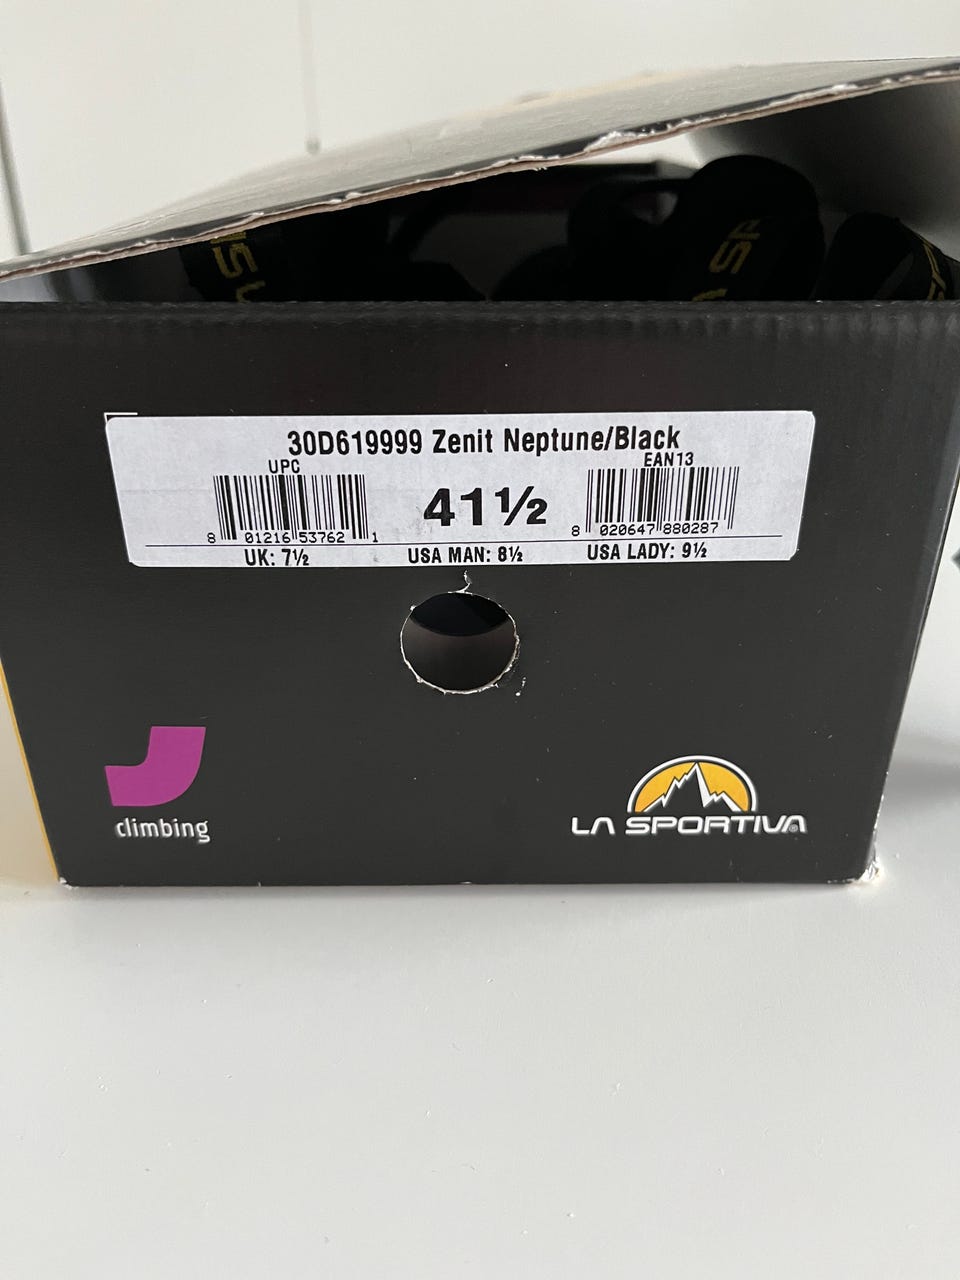 30D619999 Zenit Neptune/Black
UPC
EAN13
41½
8 01216 53762 1
8 020647 880287
UK: 7½ USA MAN: 8½ USA LADY: 9½
climbing
LA SPORTIVA®